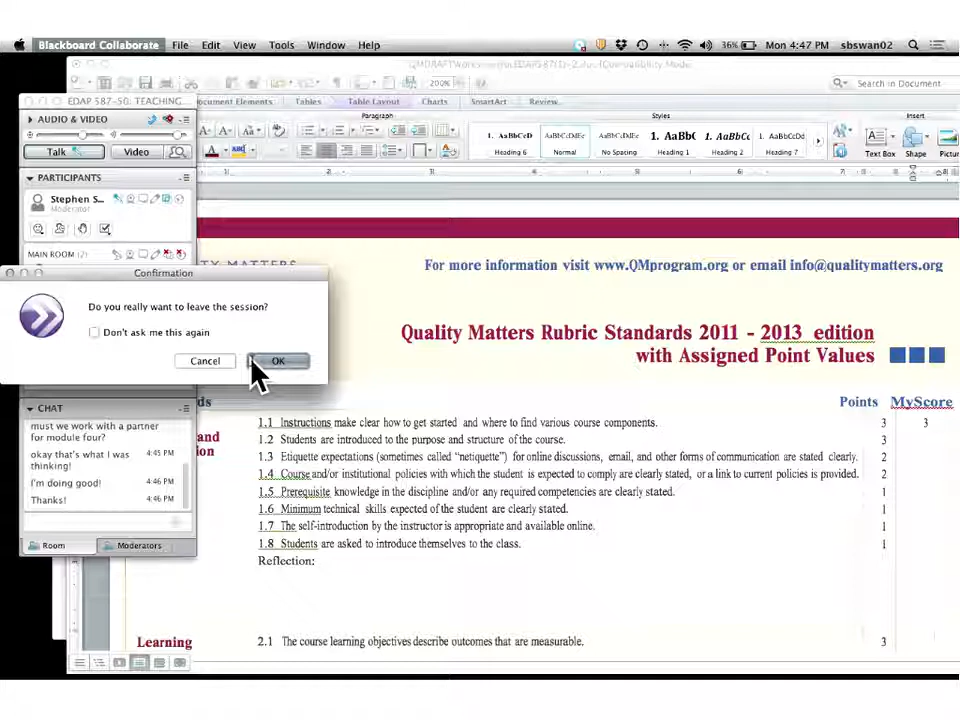 Blackboard Collaborate File Edit View Tools Window Help 36% Mon 4:47 PM sbswan02
200% Search in Document
EDAP 587-50: TEACHING...
Document Elements Tables Table Layout Charts SmartArt Review
AUDIO & VIDEO
Paragraph Styles Insert
Talk Video
AaBbCcDdEe AaBbCcDdEe
Heading 6 Normal No Spacing Heading 1 Heading 2 Heading 7 Text Box Shape
PARTICIPANTS
Stephen S...
Moderator
MAIN ROOM (2)
For more information visit www.QMprogram.org or email info@qualitymatters.org
Confirmation
Do you really want to leave the session?
Don't ask me this again
Cancel OK
Quality Matters Rubric Standards 2011 - 2013 edition
with Assigned Point Values
CHAT
Points MyScore
must we work with a partner
for module four?
okay that's what I was
thinking!
4:45 PM
I'm doing good! 4:46 PM
Thanks! 4:46 PM
Room Moderators
1.1 Instructions make clear how to get started and where to find various course components. 3 3
1.2 Students are introduced to the purpose and structure of the course. 3
1.3 Etiquette expectations (sometimes called “netiquette”) for online discussions, email, and other forms of communication are stated clearly. 2
1.4 Course and/or institutional policies with which the student is expected to comply are clearly stated, or a link to current policies is provided. 2
1.5 Prerequisite knowledge in the discipline and/or any required competencies are clearly stated. 1
1.6 Minimum technical skills expected of the student are clearly stated. 1
1.7 The self-introduction by the instructor is appropriate and available online. 1
1.8 Students are asked to introduce themselves to the class. 1
Reflection:
Learning 2.1 The course learning objectives describe outcomes that are measurable. 3